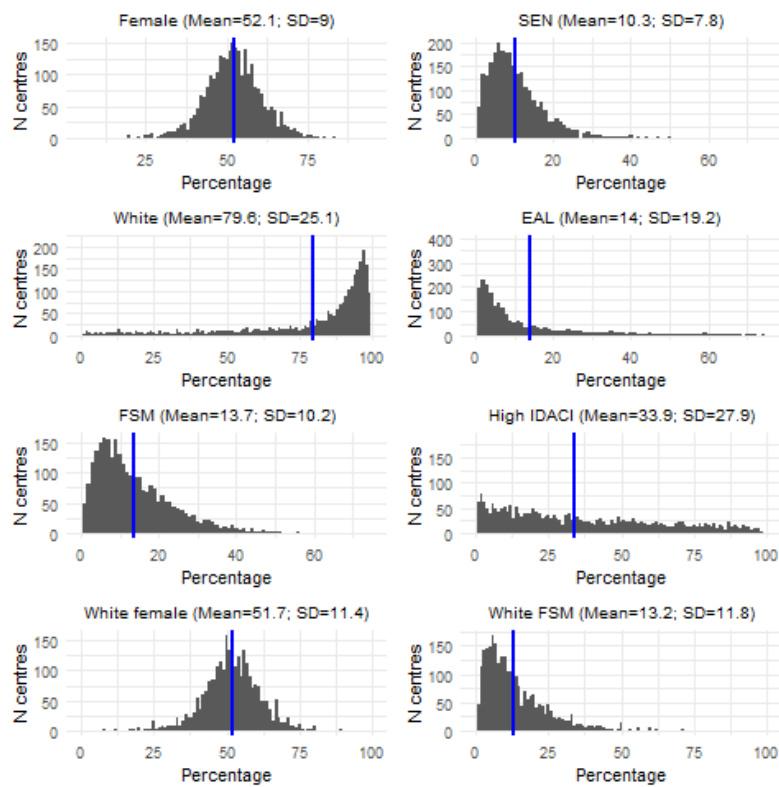 Female (Mean=52.1; SD=9)
N centres
150
100
50
0
25
50
75
Percentage
SEN (Mean=10.3; SD=7.8)
N centres
200
150
100
50
0
0
20
40
60
Percentage
White (Mean=79.6; SD=25.1)
N centres
200
150
100
50
0
0
25
50
75
100
Percentage
EAL (Mean=14; SD=19.2)
N centres
400
300
200
100
0
0
20
40
60
Percentage
FSM (Mean=13.7; SD=10.2)
N centres
150
100
50
0
0
20
40
60
Percentage
High IDACI (Mean=33.9; SD=27.9)
N centres
150
100
50
0
0
25
50
75
100
Percentage
White female (Mean=51.7; SD=11.4)
N centres
150
100
50
0
0
25
50
75
100
Percentage
White FSM (Mean=13.2; SD=11.8)
N centres
150
100
50
0
0
25
50
75
100
Percentage